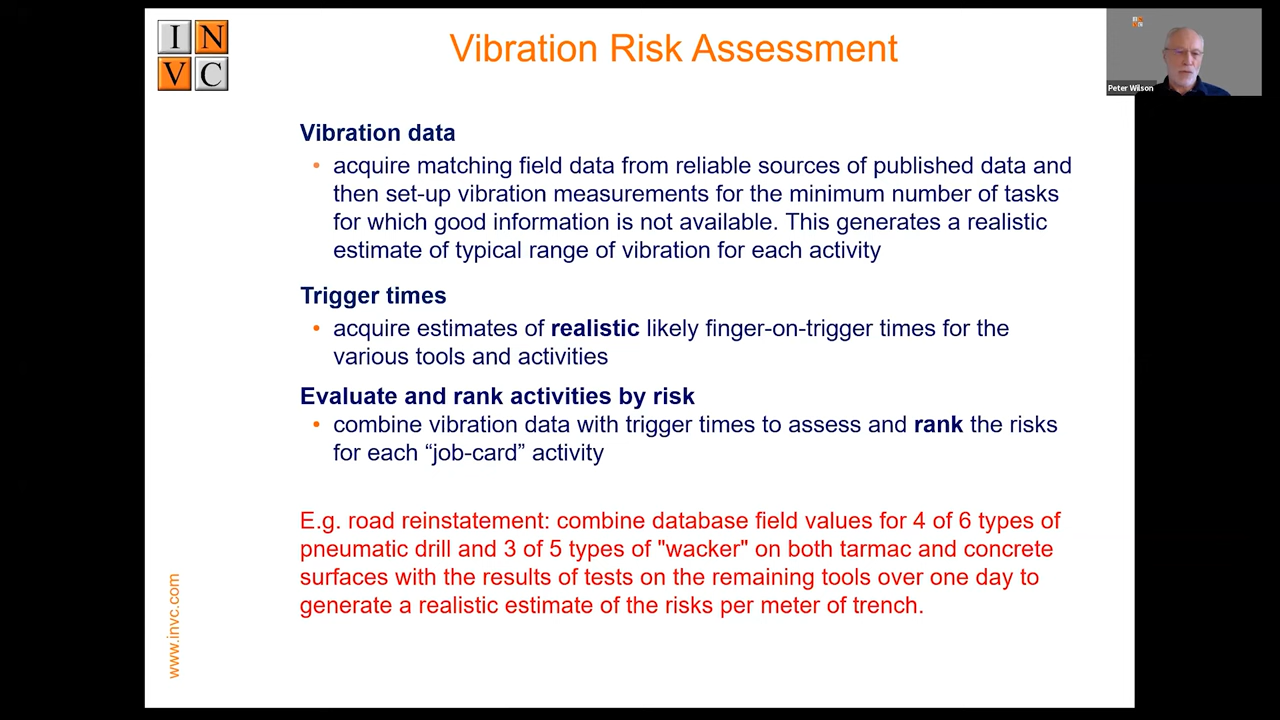 I N
V C
Vibration Risk Assessment
Peter Wilson
Vibration data
• acquire matching field data from reliable sources of published data and
then set-up vibration measurements for the minimum number of tasks
for which good information is not available. This generates a realistic
estimate of typical range of vibration for each activity
Trigger times
• acquire estimates of realistic likely finger-on-trigger times for the
various tools and activities
Evaluate and rank activities by risk
• combine vibration data with trigger times to assess and rank the risks
for each “job-card” activity
E.g. road reinstatement: combine database field values for 4 of 6 types of
pneumatic drill and 3 of 5 types of "wacker" on both tarmac and concrete
surfaces with the results of tests on the remaining tools over one day to
generate a realistic estimate of the risks per meter of trench.
www.invc.com